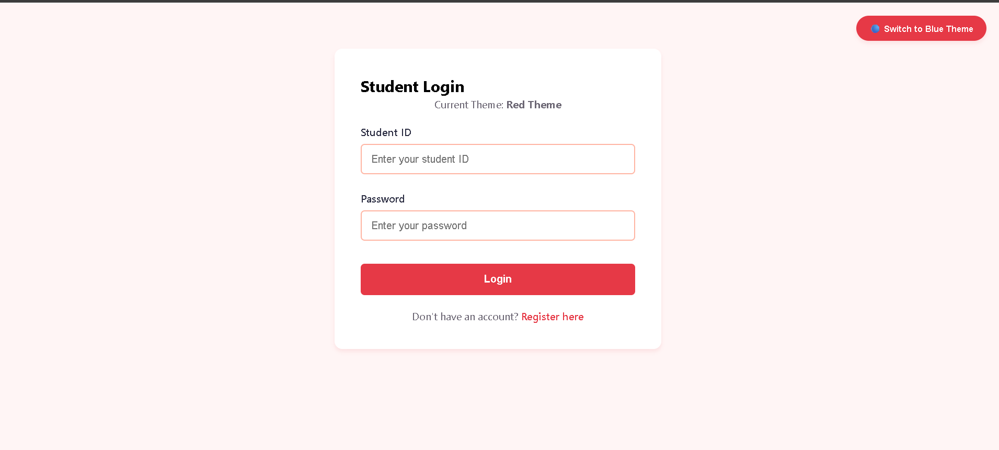 Switch to Blue Theme
Student Login
Current Theme: Red Theme
Student ID
Enter your student ID
Password
Enter your password
Login
Don't have an account? Register here